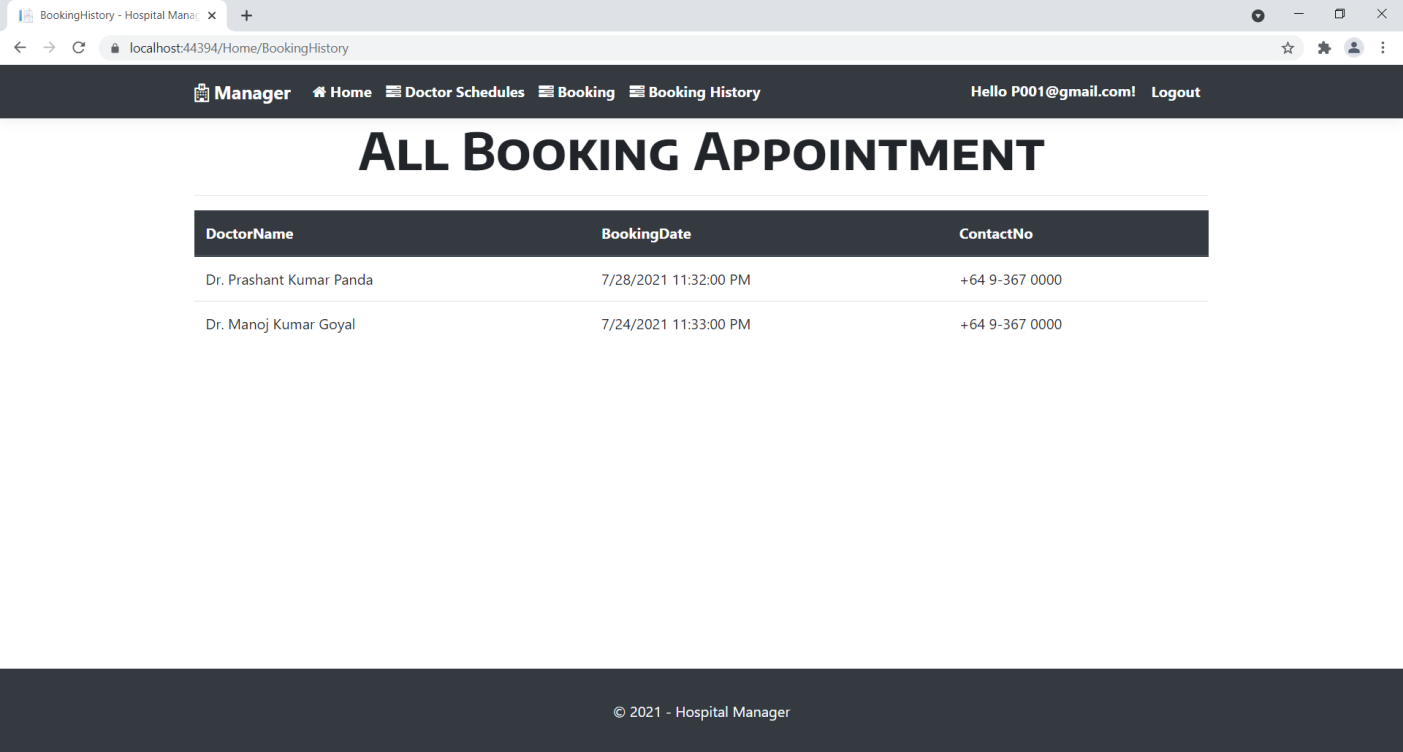 BookingHistory - Hospital Manag
localhost:44394/Home/BookingHistory
Manager Home Doctor Schedules Booking Booking History Hello P001@gmail.com! Logout
All Booking Appointment
DoctorName BookingDate ContactNo
Dr. Prashant Kumar Panda 7/28/2021 11:32:00 PM +64 9-367 0000
Dr. Manoj Kumar Goyal 7/24/2021 11:33:00 PM +64 9-367 0000
© 2021 - Hospital Manager